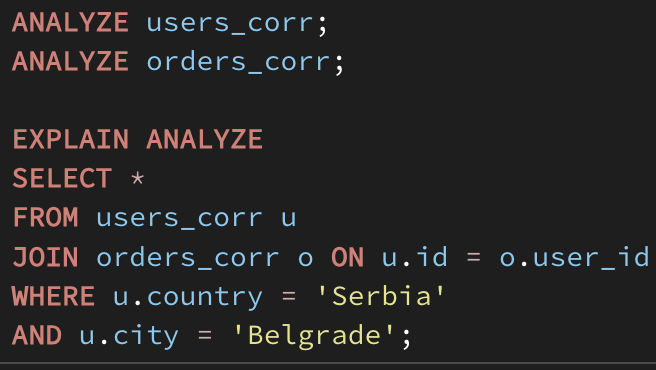 ANALYZE users_corr;
ANALYZE orders_corr;
EXPLAIN ANALYZE
SELECT *
FROM users_corr u
JOIN orders_corr o ON u.id = o.user_id
WHERE u.country = 'Serbia'
AND u.city = 'Belgrade';